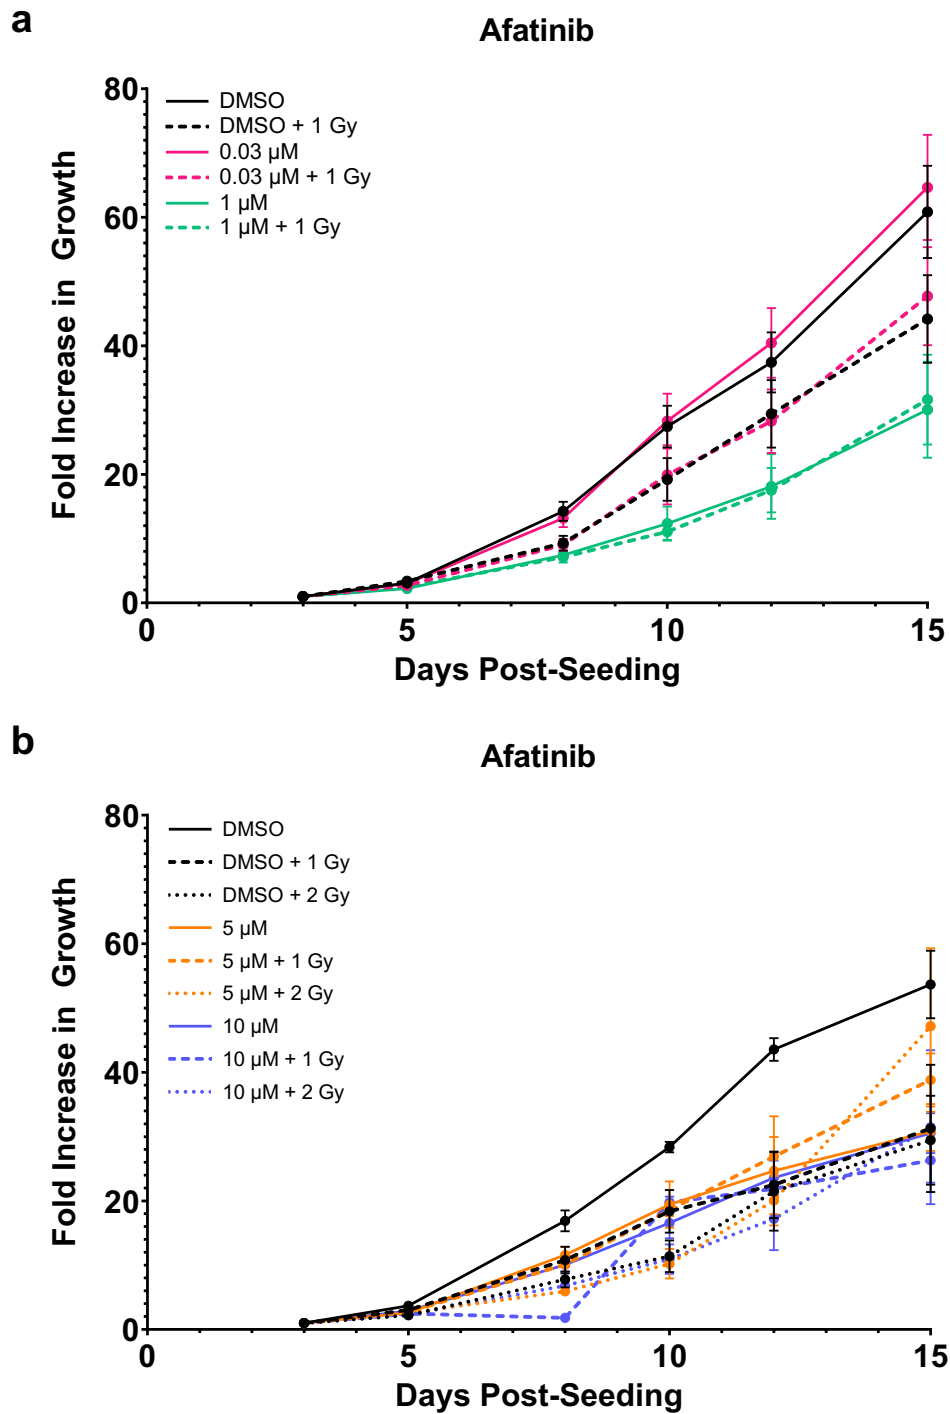 a
Afatinib
80
60
40
20
0
Fold Increase in Growth
DMSO
DMSO + 1 Gy
0.03 µM
0.03 µM + 1 Gy
1 µM
1 µM + 1 Gy
0 5 10 15
Days Post-Seeding
b
Afatinib
80
60
40
20
0
Fold Increase in Growth
DMSO
DMSO + 1 Gy
DMSO + 2 Gy
5 µM
5 µM + 1 Gy
5 µM + 2 Gy
10 µM
10 µM + 1 Gy
10 µM + 2 Gy
0 5 10 15
Days Post-Seeding